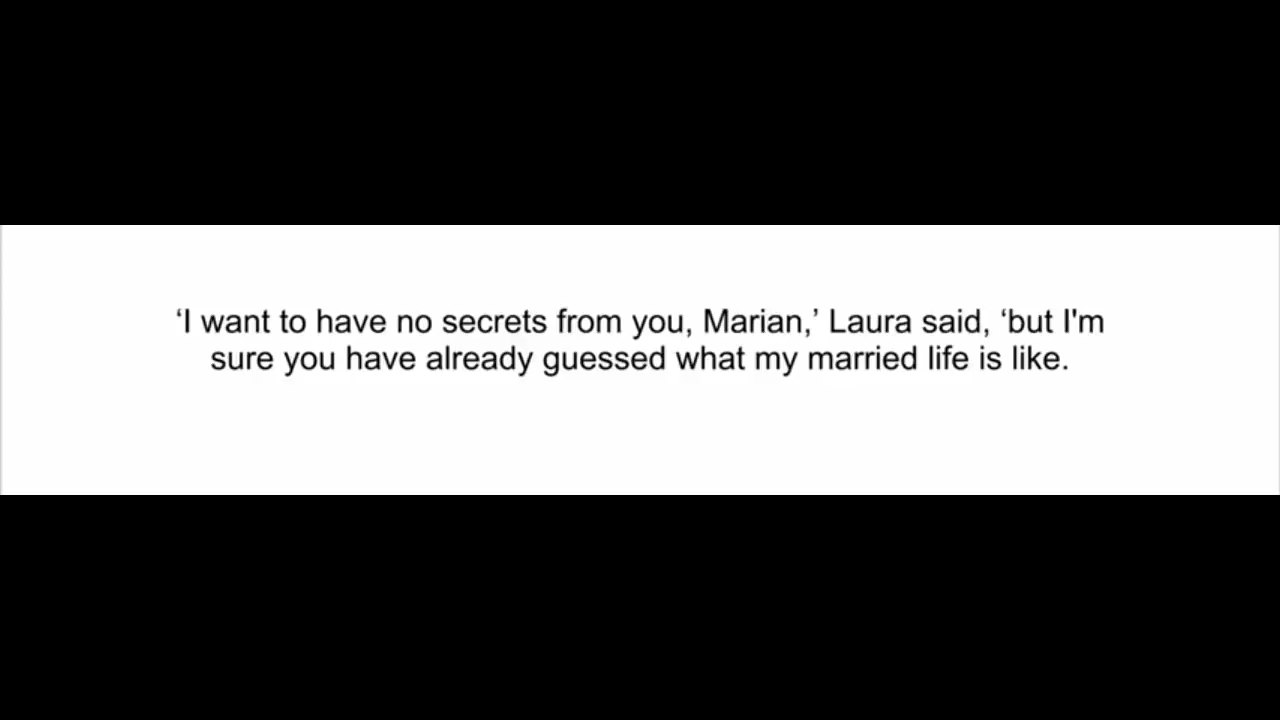 ‘I want to have no secrets from you, Marian,’ Laura said, ‘but I'm
sure you have already guessed what my married life is like.